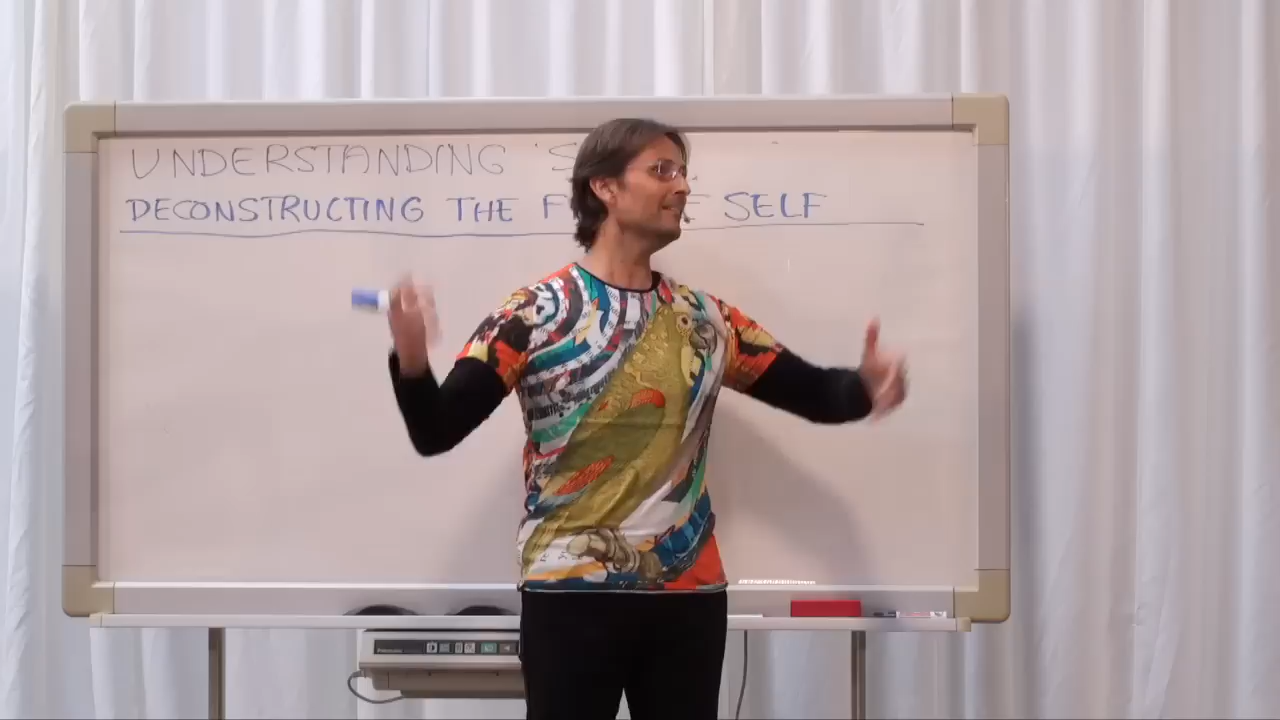 UNDERSTANDING 'S
DECONSTRUCTING THE F F SELF